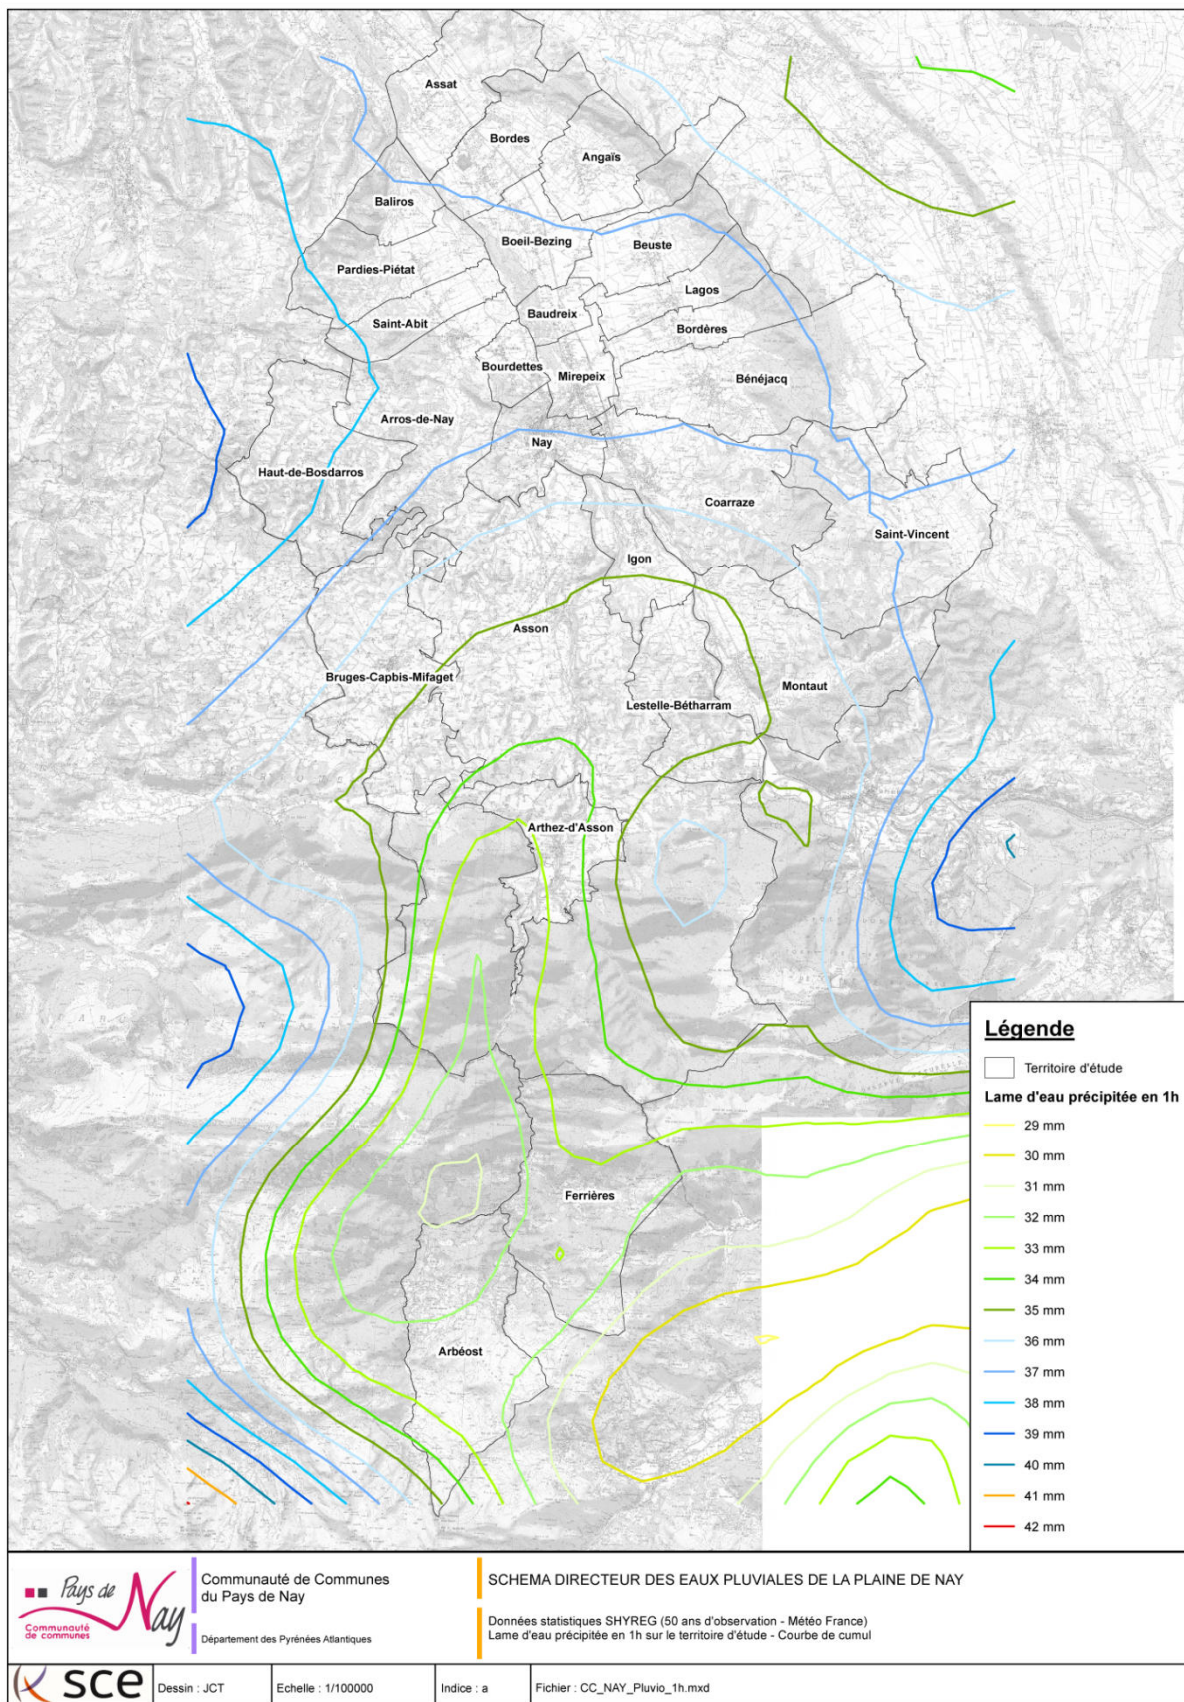 Assat
Bordes
Angaïs
Baliros
Boeil-Bezing
Beuste
Pardies-Piétat
Lagos
Saint-Abit
Baudreix
Bordères
Bourdettes
Mirepeix
Bénéjacq
Arros-de-Nay
Nay
Haut-de-Bosdarros
Coarraze
Saint-Vincent
Igon
Asson
Bruges-Capbis-Mifaget
Montaut
Lestelle-Bétharram
Arthez-d'Asson
Ferrières
Arbéost
Légende
Territoire d'étude
Lame d'eau précipitée en 1h
29 mm
30 mm
31 mm
32 mm
33 mm
34 mm
35 mm
36 mm
37 mm
38 mm
39 mm
40 mm
41 mm
42 mm
Pays de Nay
Communauté
de communes
Communauté de Communes
du Pays de Nay
Département des Pyrénées Atlantiques
SCHEMA DIRECTEUR DES EAUX PLUVIALES DE LA PLAINE DE NAY
Données statistiques SHYREG (50 ans d'observation - Météo France)
Lame d'eau précipitée en 1h sur le territoire d'étude - Courbe de cumul
sce
Dessin : JCT
Echelle : 1/100000
Indice : a
Fichier : CC_NAY_Pluvio_1h.mxd